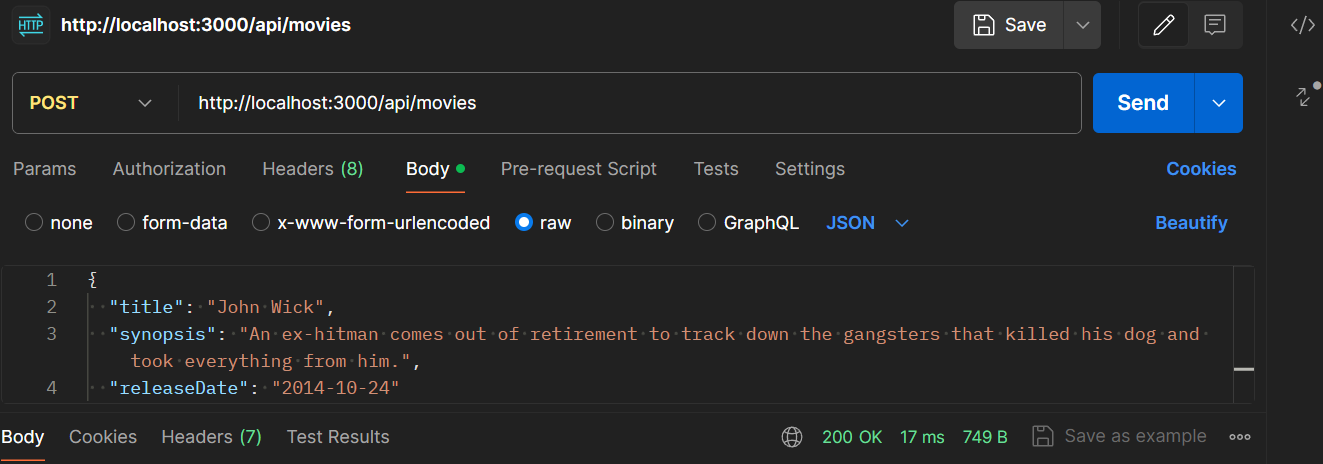 HTTP http://localhost:3000/api/movies Save </>
POST http://localhost:3000/api/movies Send
Params Authorization Headers (8) Body Pre-request Script Tests Settings Cookies
none form-data x-www-form-urlencoded raw binary GraphQL JSON Beautify
1 {
2 "title": "John Wick",
3 "synopsis": "An ex-hitman comes out of retirement to track down the gangsters that killed his dog and
took everything from him.",
4 "releaseDate": "2014-10-24"
Body Cookies Headers (7) Test Results 200 OK 17 ms 749 B Save as example